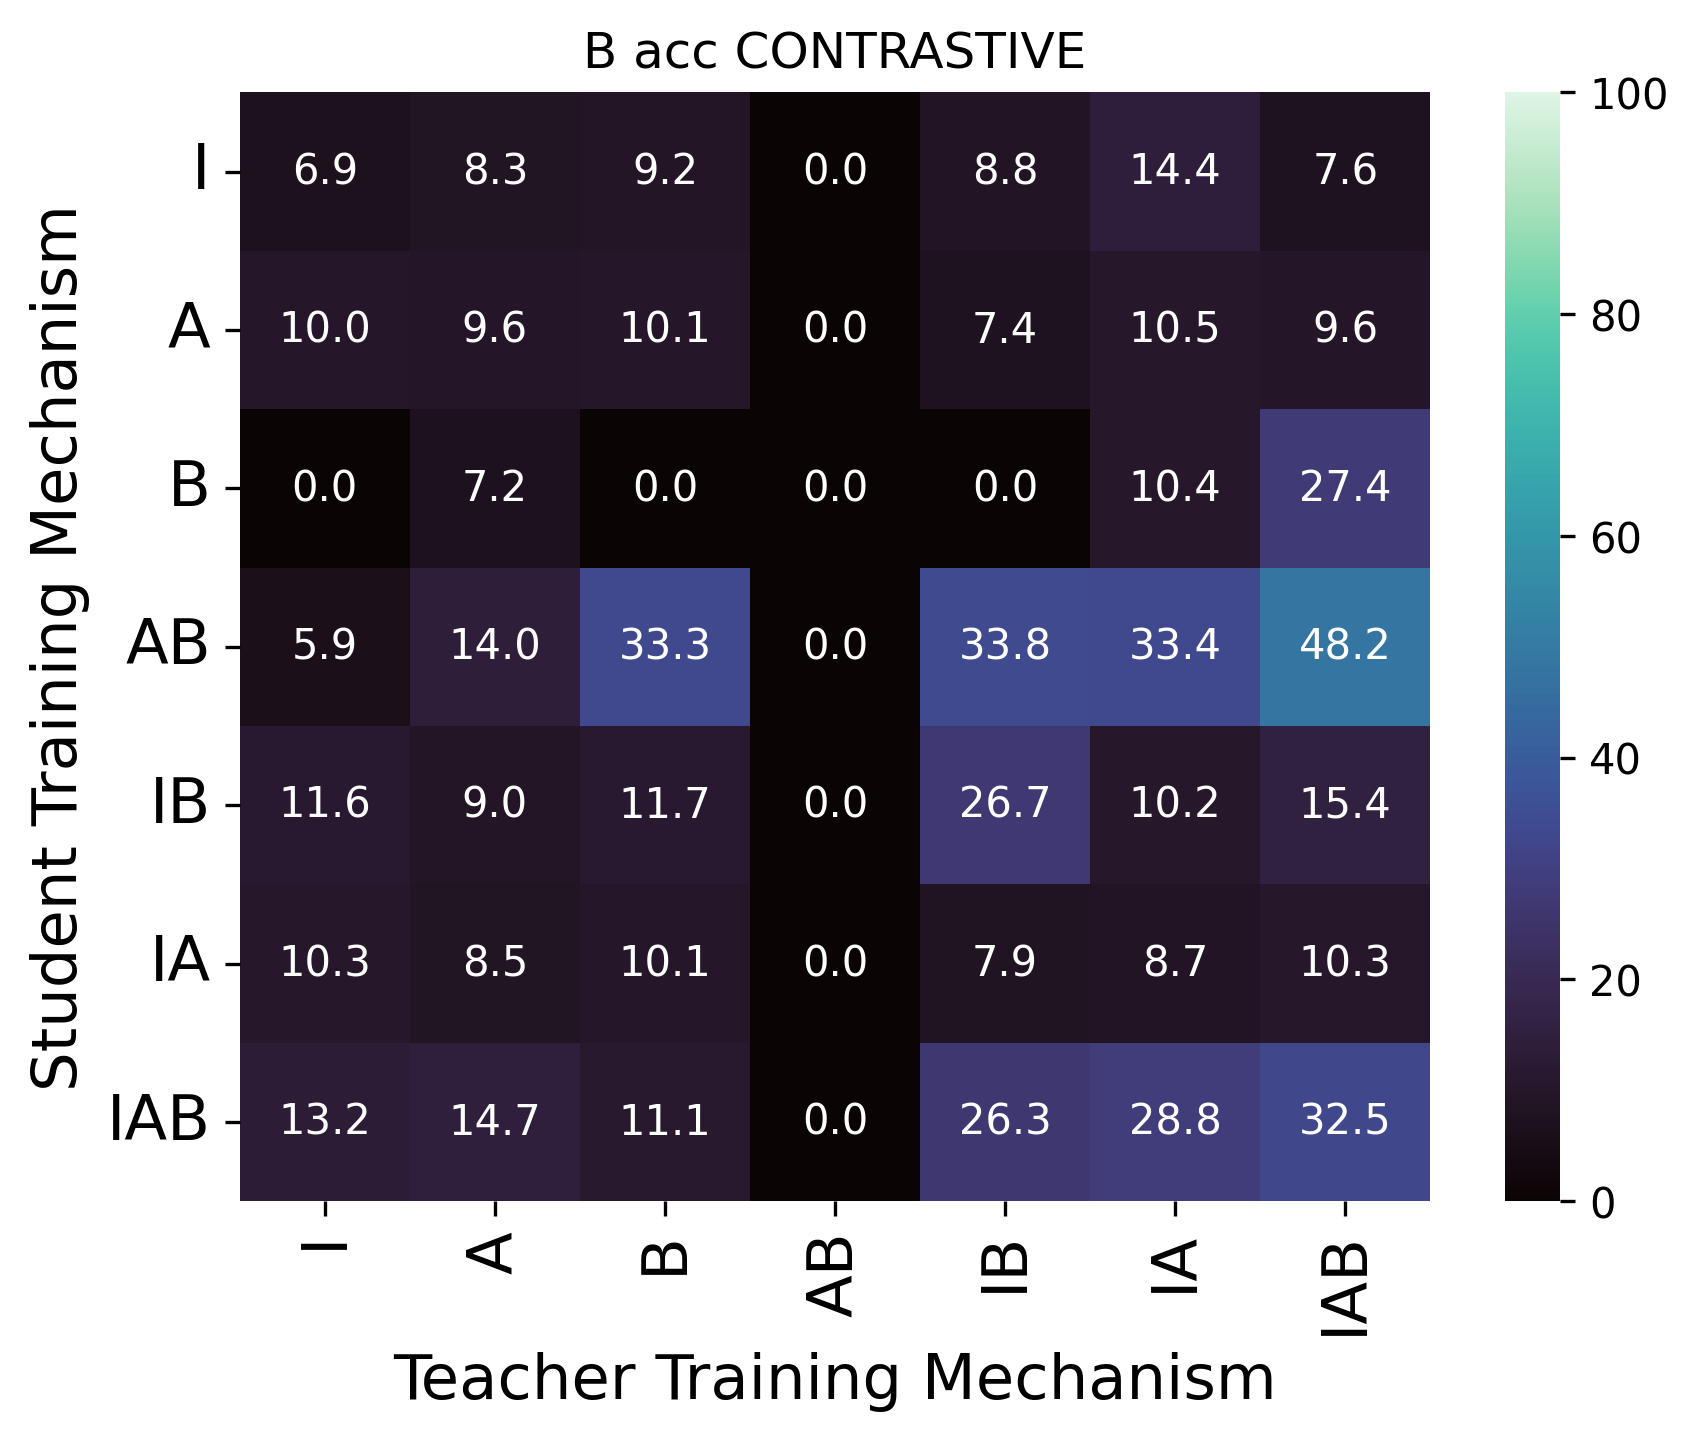 B acc CONTRASTIVE
I 6.9 8.3 9.2 0.0 8.8 14.4 7.6
A 10.0 9.6 10.1 0.0 7.4 10.5 9.6
B 0.0 7.2 0.0 0.0 0.0 10.4 27.4
AB 5.9 14.0 33.3 0.0 33.8 33.4 48.2
IB 11.6 9.0 11.7 0.0 26.7 10.2 15.4
IA 10.3 8.5 10.1 0.0 7.9 8.7 10.3
IAB 13.2 14.7 11.1 0.0 26.3 28.8 32.5
I A B AB IB IA IAB
Teacher Training Mechanism
Student Training Mechanism
100
80
60
40
20
0